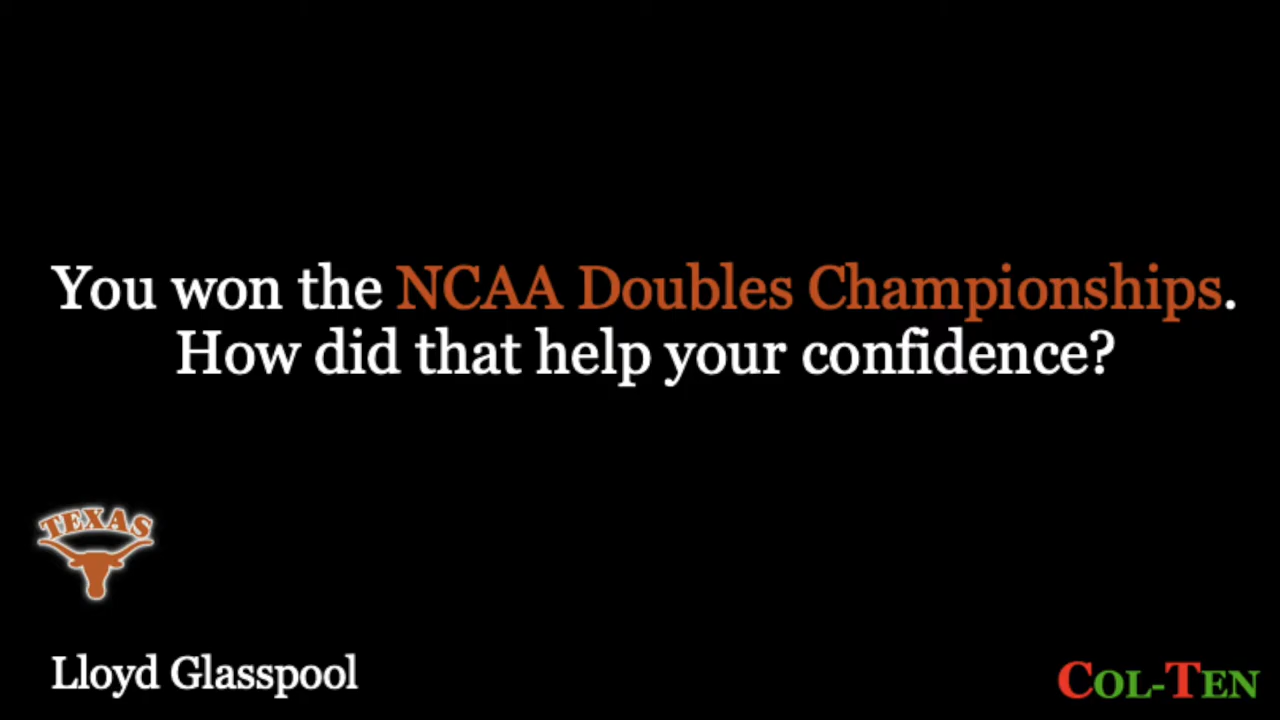 You won the NCAA Doubles Championships.
How did that help your confidence?
TEXAS
Lloyd Glasspool
COL-TEN